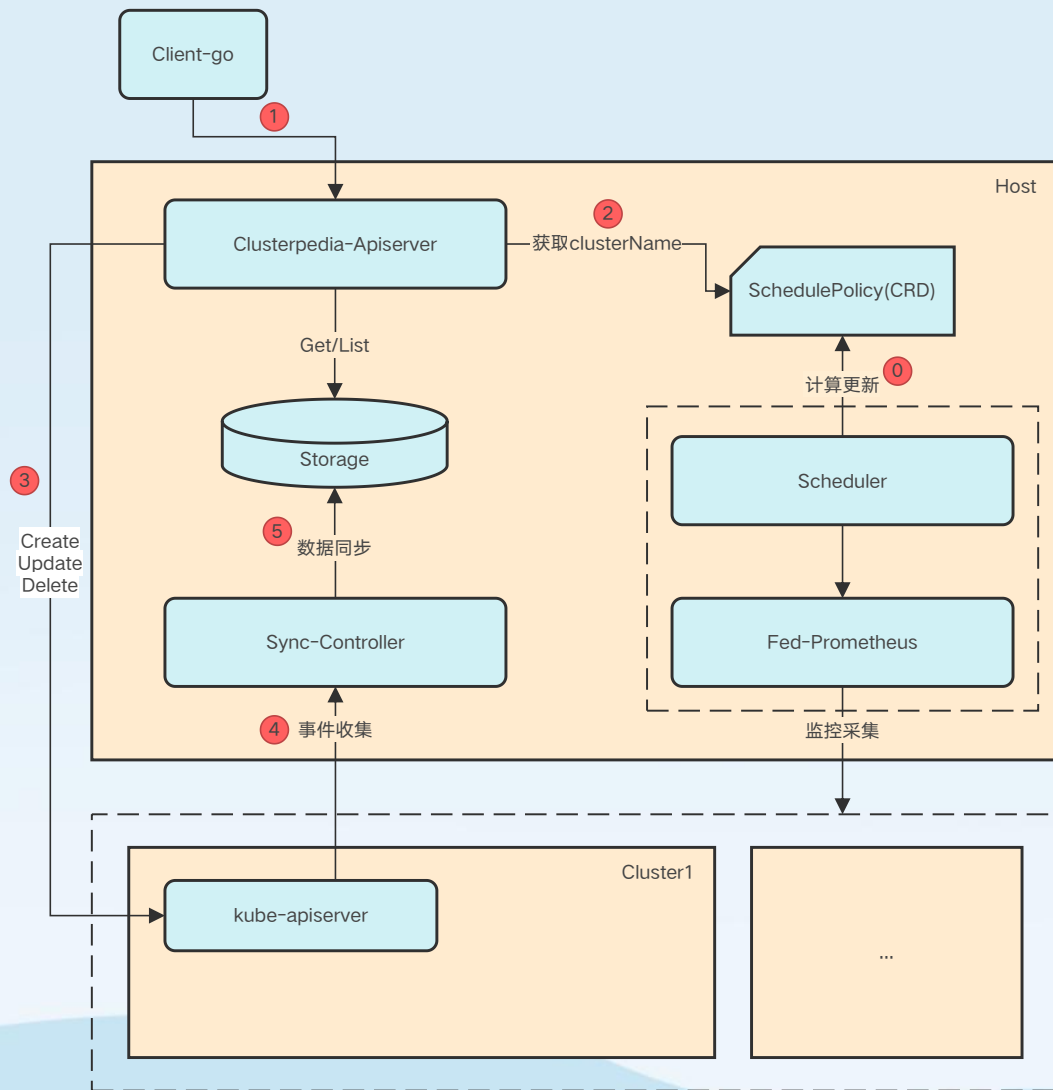 Client-go
1
Host
Clusterpedia-Apiserver
2
获取clusterName
SchedulePolicy(CRD)
Get/List
0
计算更新
Storage
Scheduler
3
Create
Update
Delete
5
数据同步
Sync-Controller
Fed-Prometheus
4
事件收集
监控采集
Cluster1
kube-apiserver
...